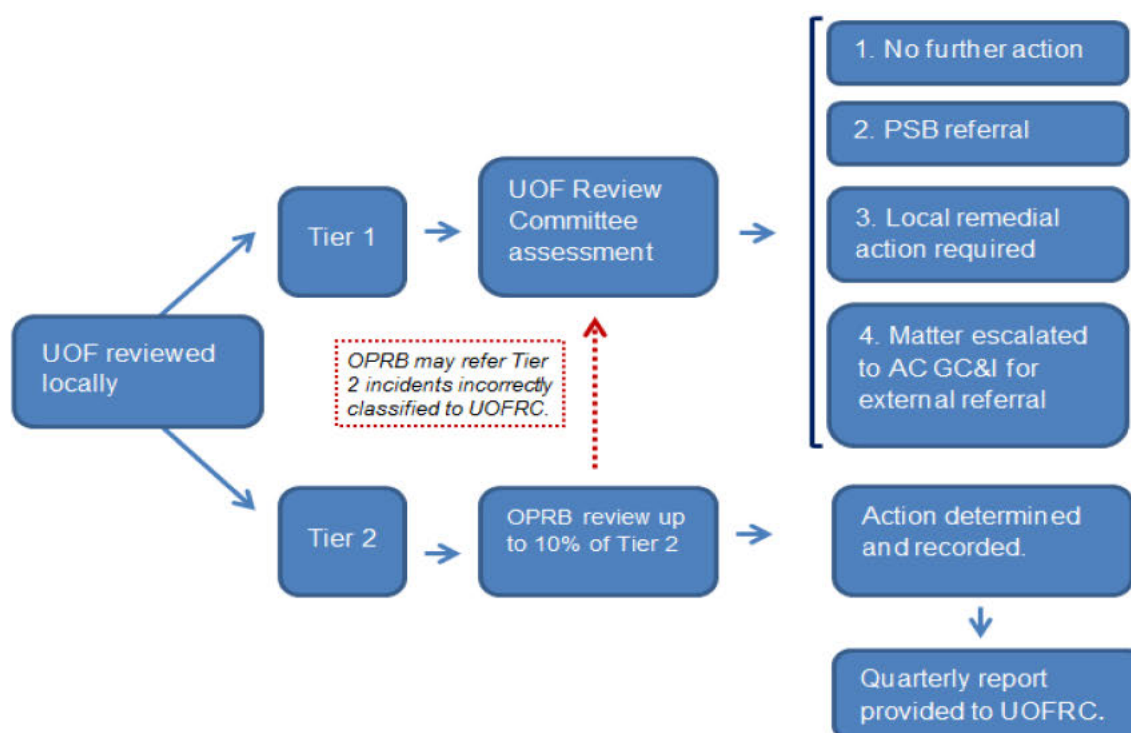 UOF reviewed
locally
Tier 1
UOF Review
Committee
assessment
1. No further action
2. PSB referral
3. Local remedial
action required
4. Matter escalated
to AC GC&I for
external referral
OPRB may refer Tier
2 incidents incorrectly
classified to UOFRC.
Tier 2
OPRB review up
to 10% of Tier 2
Action determined
and recorded.
Quarterly report
provided to UOFRC.